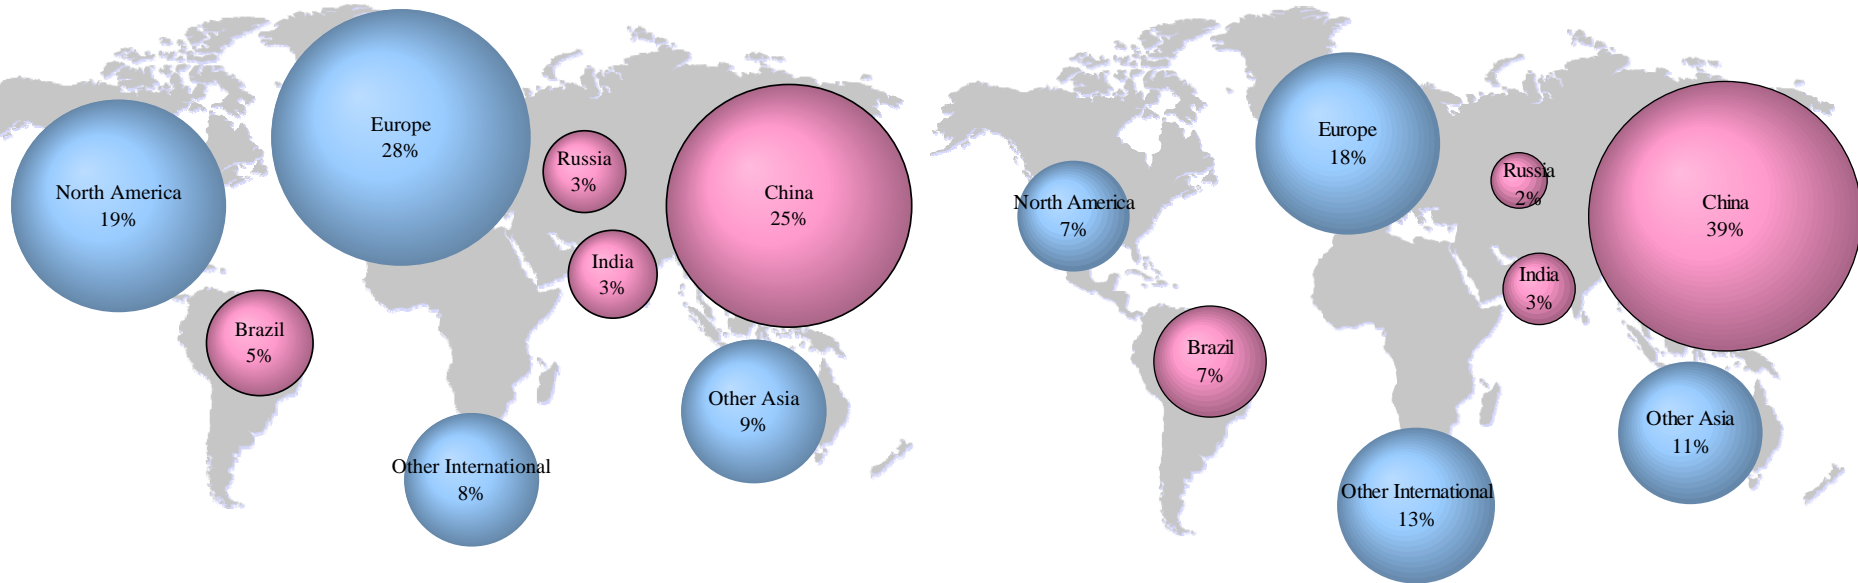 Europe
28%
Russia
3%
China
25%
North America
19%
India
3%
Brazil
5%
Other Asia
9%
Other International
8%
Europe
18%
Russia
2%
China
39%
North America
7%
India
3%
Brazil
7%
Other Asia
11%
Other International
13%